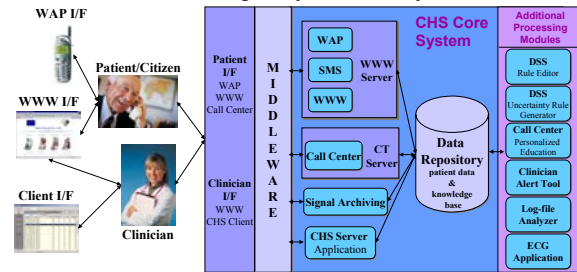 WAP I/F
Patient/Citizen
WWW I/F
Client I/F
Clinician
Patient
I/F
WAP
WWW
Call Center
Clinician
I/F
WWW
CHS Client
M
I
D
D
L
E
W
A
R
E
CHS Core
System
WAP
SMS
WWW
WWW
Server
Call Center
CT
Server
Signal Archiving
CHS Server
Application
Data
Repository
patient data
&
knowledge
base
Additional
Processing
Modules
DSS
Rule Editor
DSS
Uncertainty Rule
Generator
Call Center
Personalized
Education
Clinician
Alert Tool
Log-file
Analyzer
ECG
Application